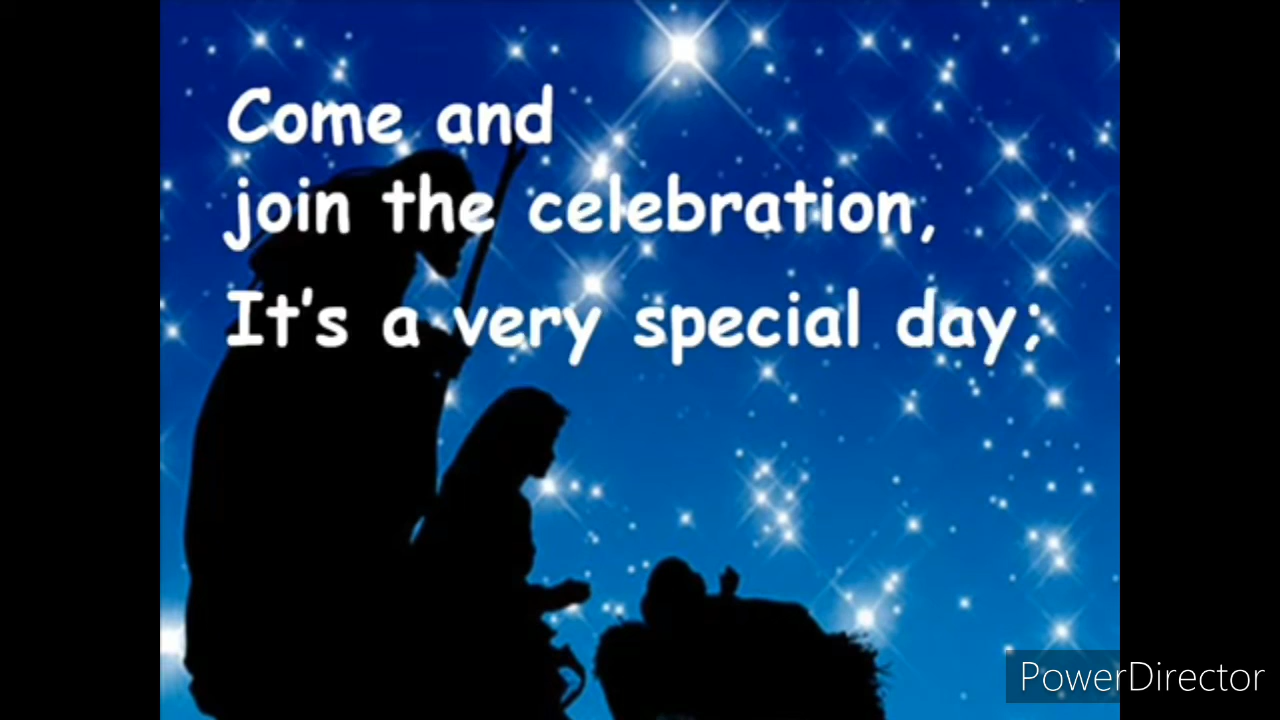 Come and
join the celebration,
It's a very special day;
PowerDirector